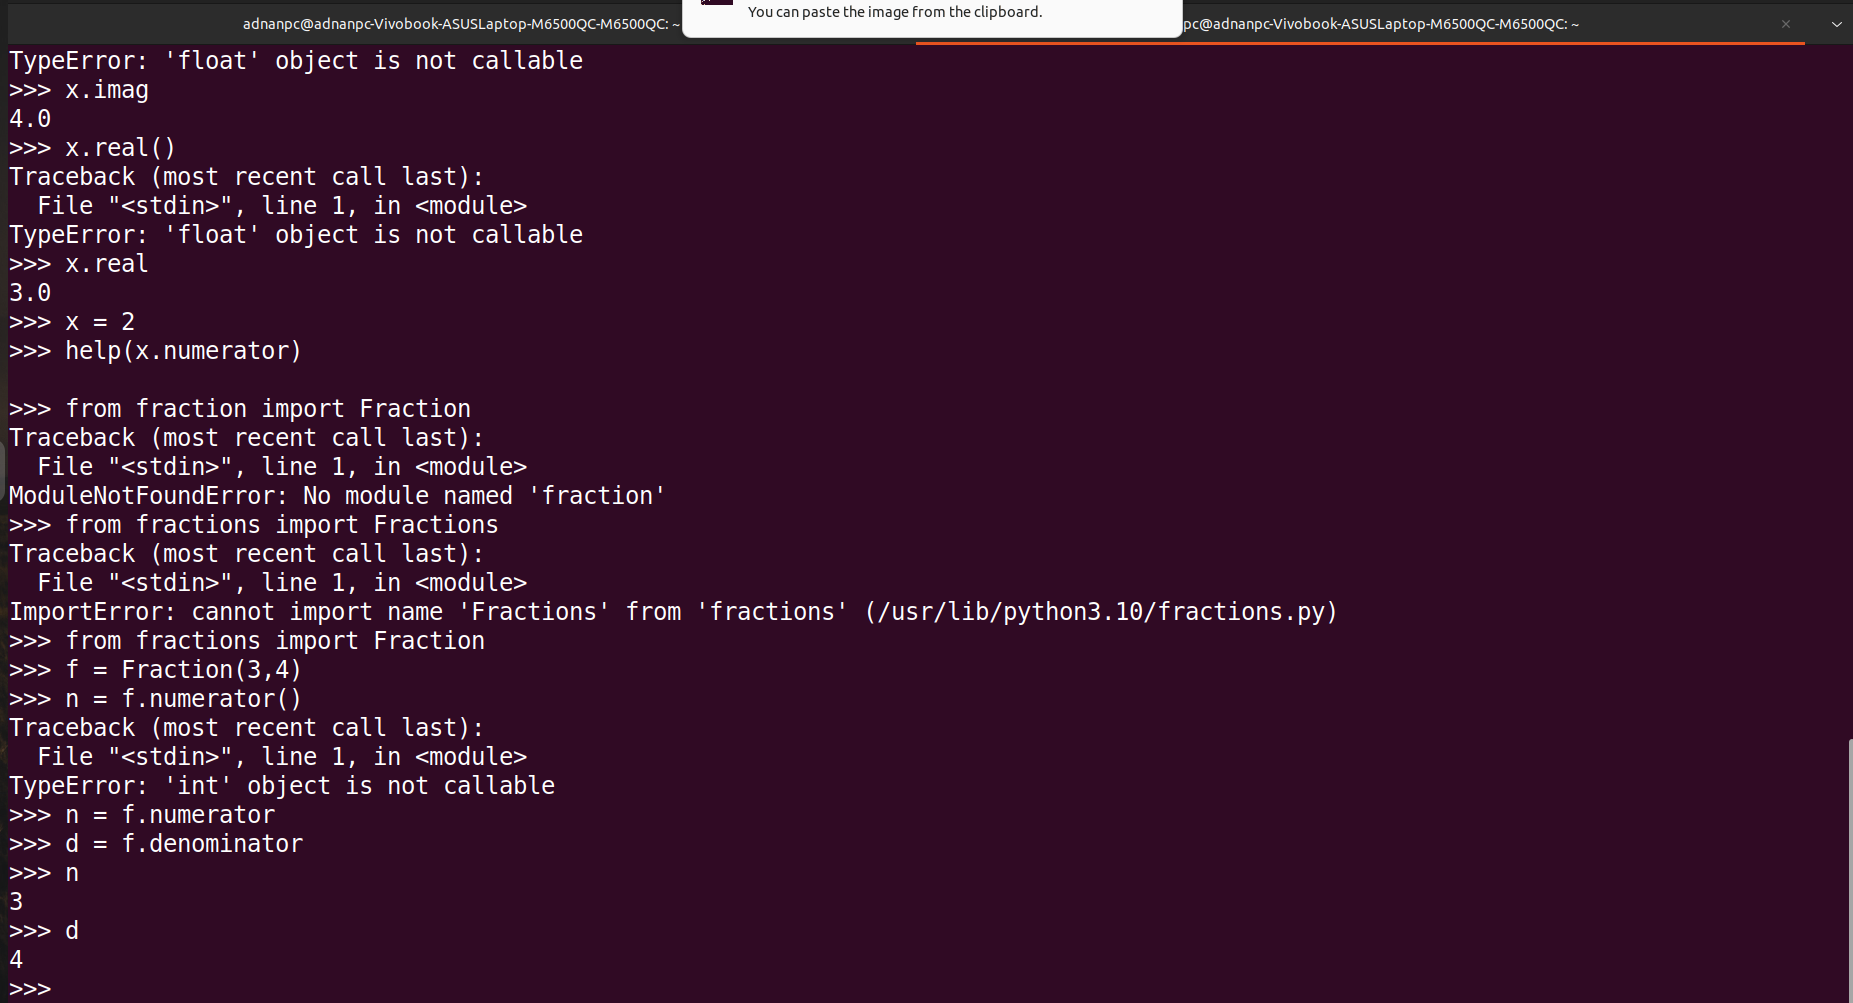 You can paste the image from the clipboard.
adnanpc@adnanpc-Vivobook-ASUSLaptop-M6500QC-M6500QC: ~
pc@adnanpc-Vivobook-ASUSLaptop-M6500QC-M6500QC: ~
TypeError: 'float' object is not callable
>>> x.imag
4.0
>>> x.real()
Traceback (most recent call last):
  File "<stdin>", line 1, in <module>
TypeError: 'float' object is not callable
>>> x.real
3.0
>>> x = 2
>>> help(x.numerator)

>>> from fraction import Fraction
Traceback (most recent call last):
  File "<stdin>", line 1, in <module>
ModuleNotFoundError: No module named 'fraction'
>>> from fractions import Fractions
Traceback (most recent call last):
  File "<stdin>", line 1, in <module>
ImportError: cannot import name 'Fractions' from 'fractions' (/usr/lib/python3.10/fractions.py)
>>> from fractions import Fraction
>>> f = Fraction(3,4)
>>> n = f.numerator()
Traceback (most recent call last):
  File "<stdin>", line 1, in <module>
TypeError: 'int' object is not callable
>>> n = f.numerator
>>> d = f.denominator
>>> n
3
>>> d
4
>>>